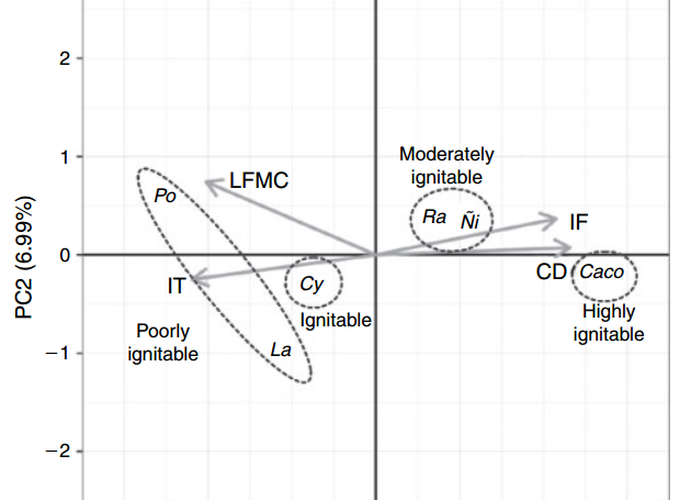 2
1
0
−1
−2
PC2 (6.99%)
Moderately
ignitable
Po
LFMC
Ra Ñi
IF
IT
Cy
CD
Caco
Ignitable
Highly
ignitable
Poorly
ignitable
La